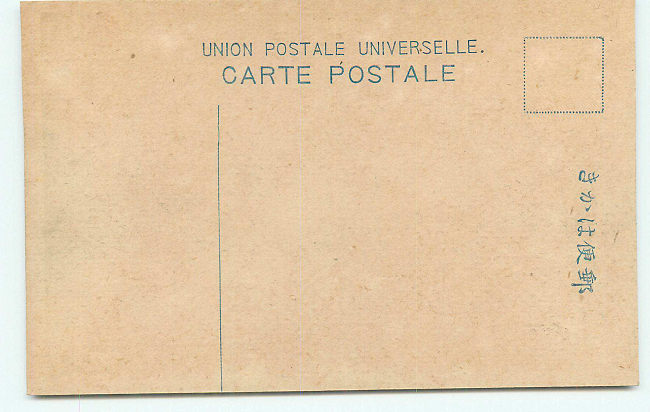 UNION POSTALE UNIVERSELLE.
CARTE POSTALE
郵便はかき